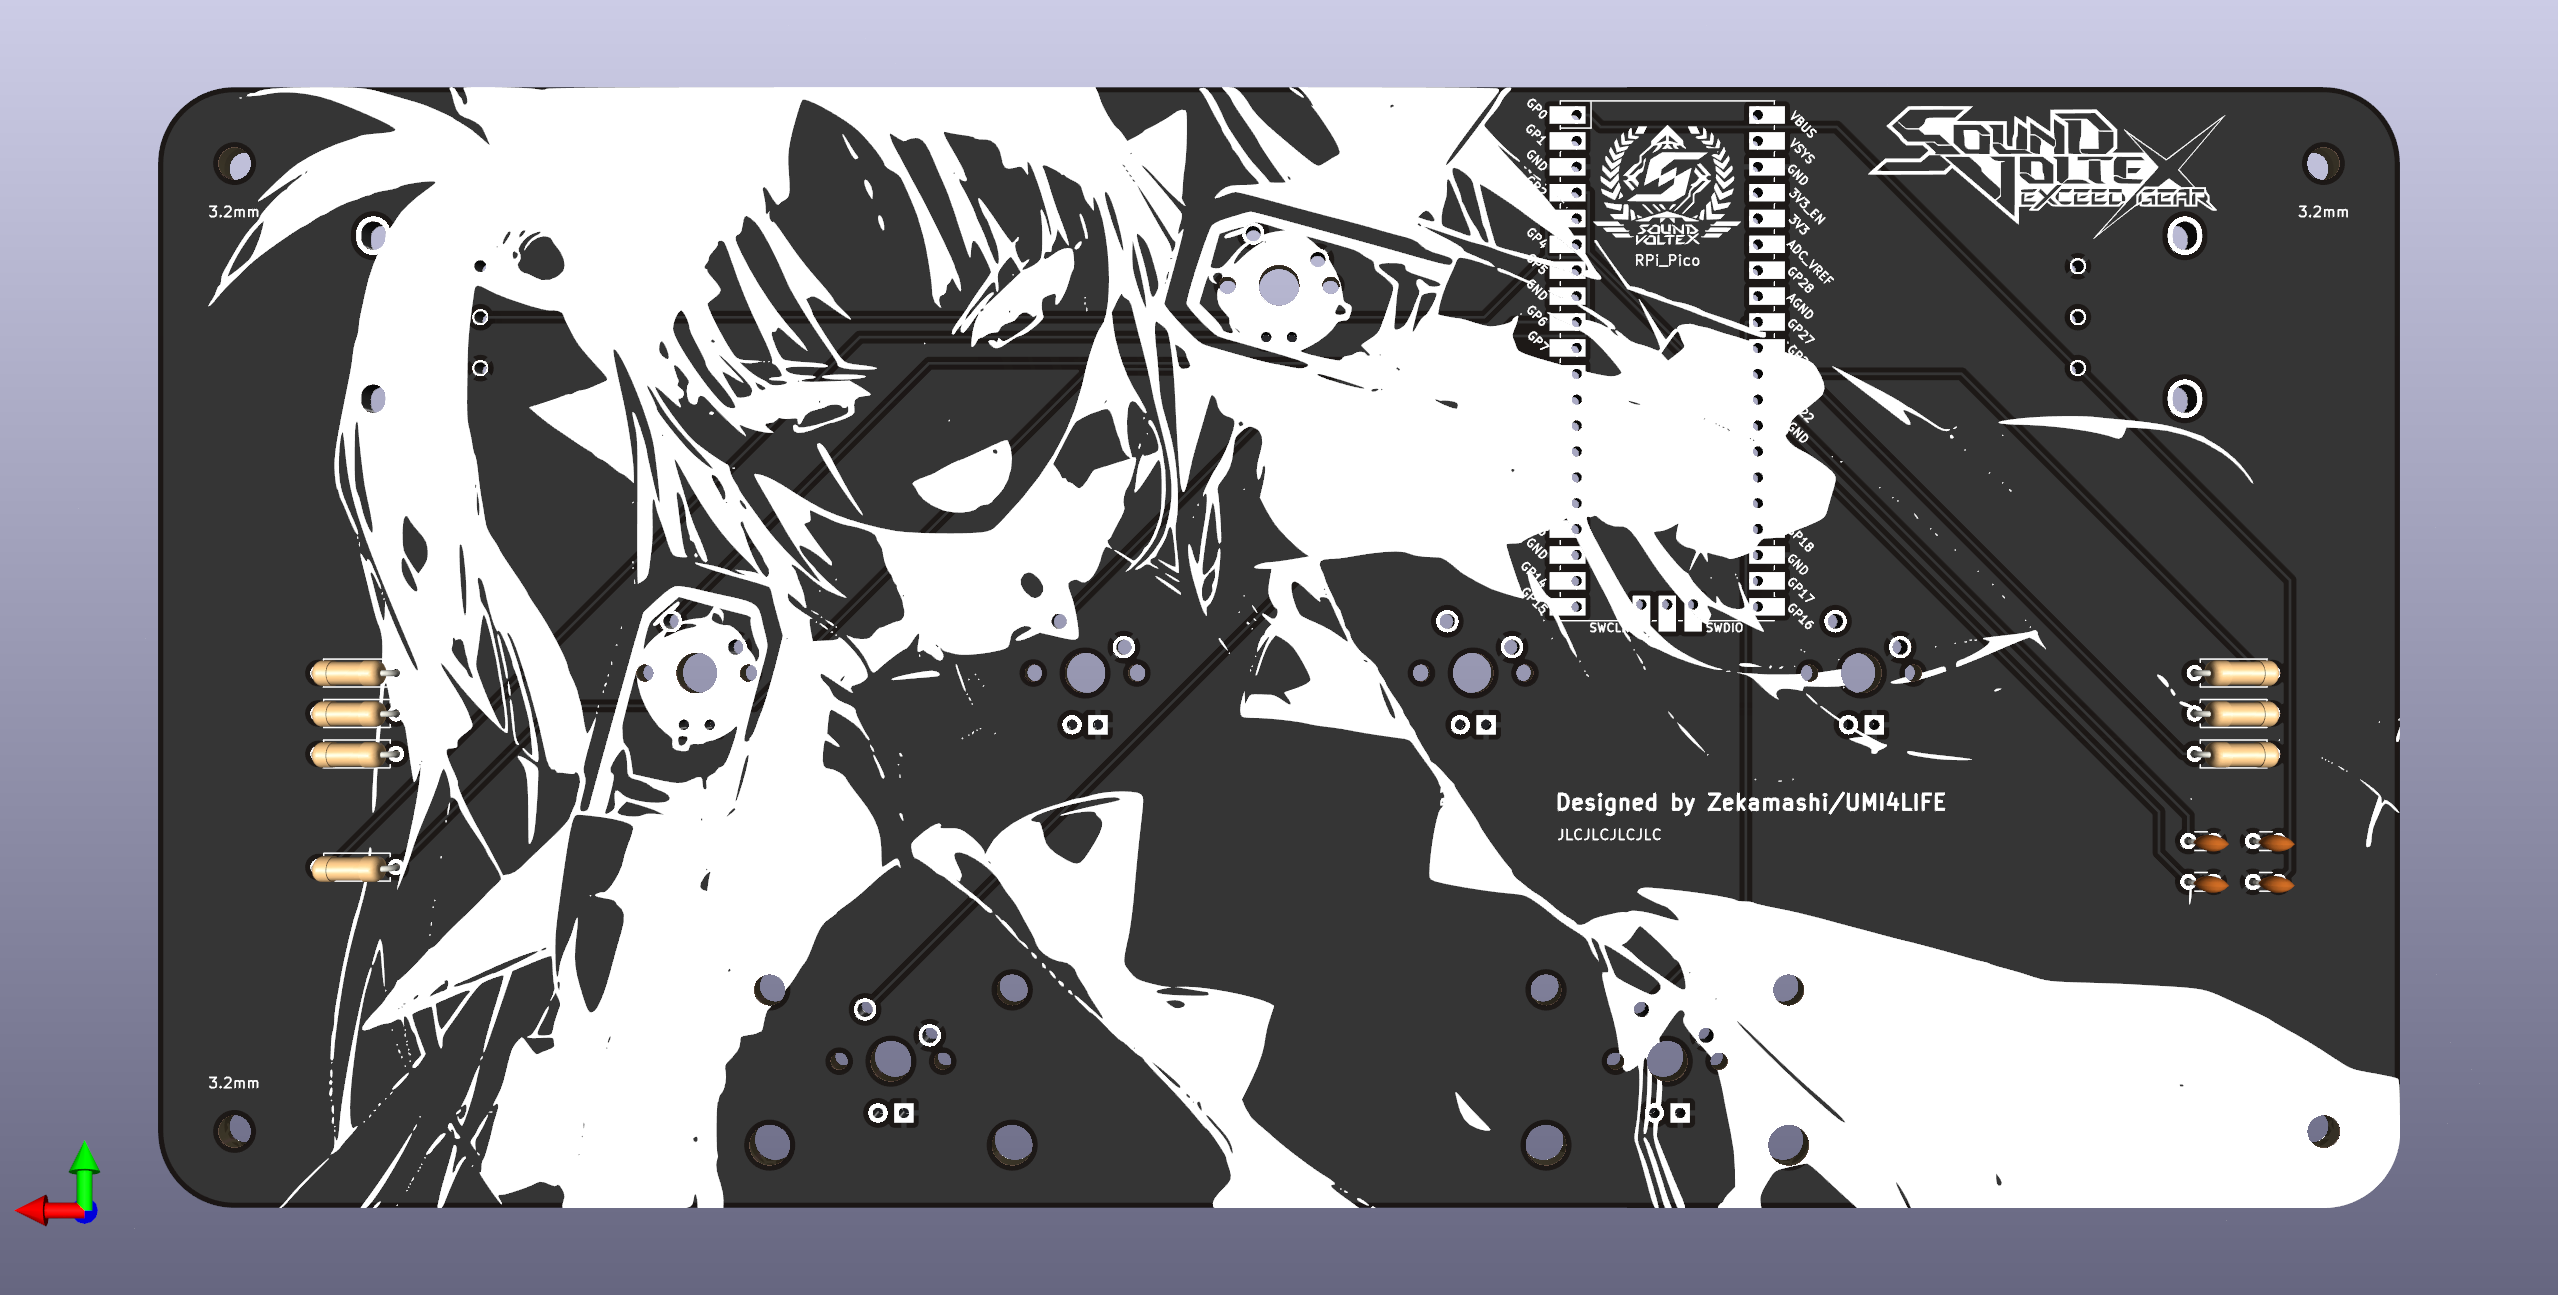 SOUND
VOLTEX
EXCEED GEAR
3.2mm
3.2mm
GP0
GP1
GND
GP2
GP4
GP5
GND
GP6
GP7
GND
GP14
GP15
VBUS
VSYS
GND
3V3_EN
3V3
ADC_VREF
GP28
AGND
GP27
GND
GP18
GND
GP17
GP16
SOUND
VOLTEX
RPi_Pico
SWDIO
Designed by Zekamashi/UMI4LIFE
JLCJLCJLCJLC
3.2mm